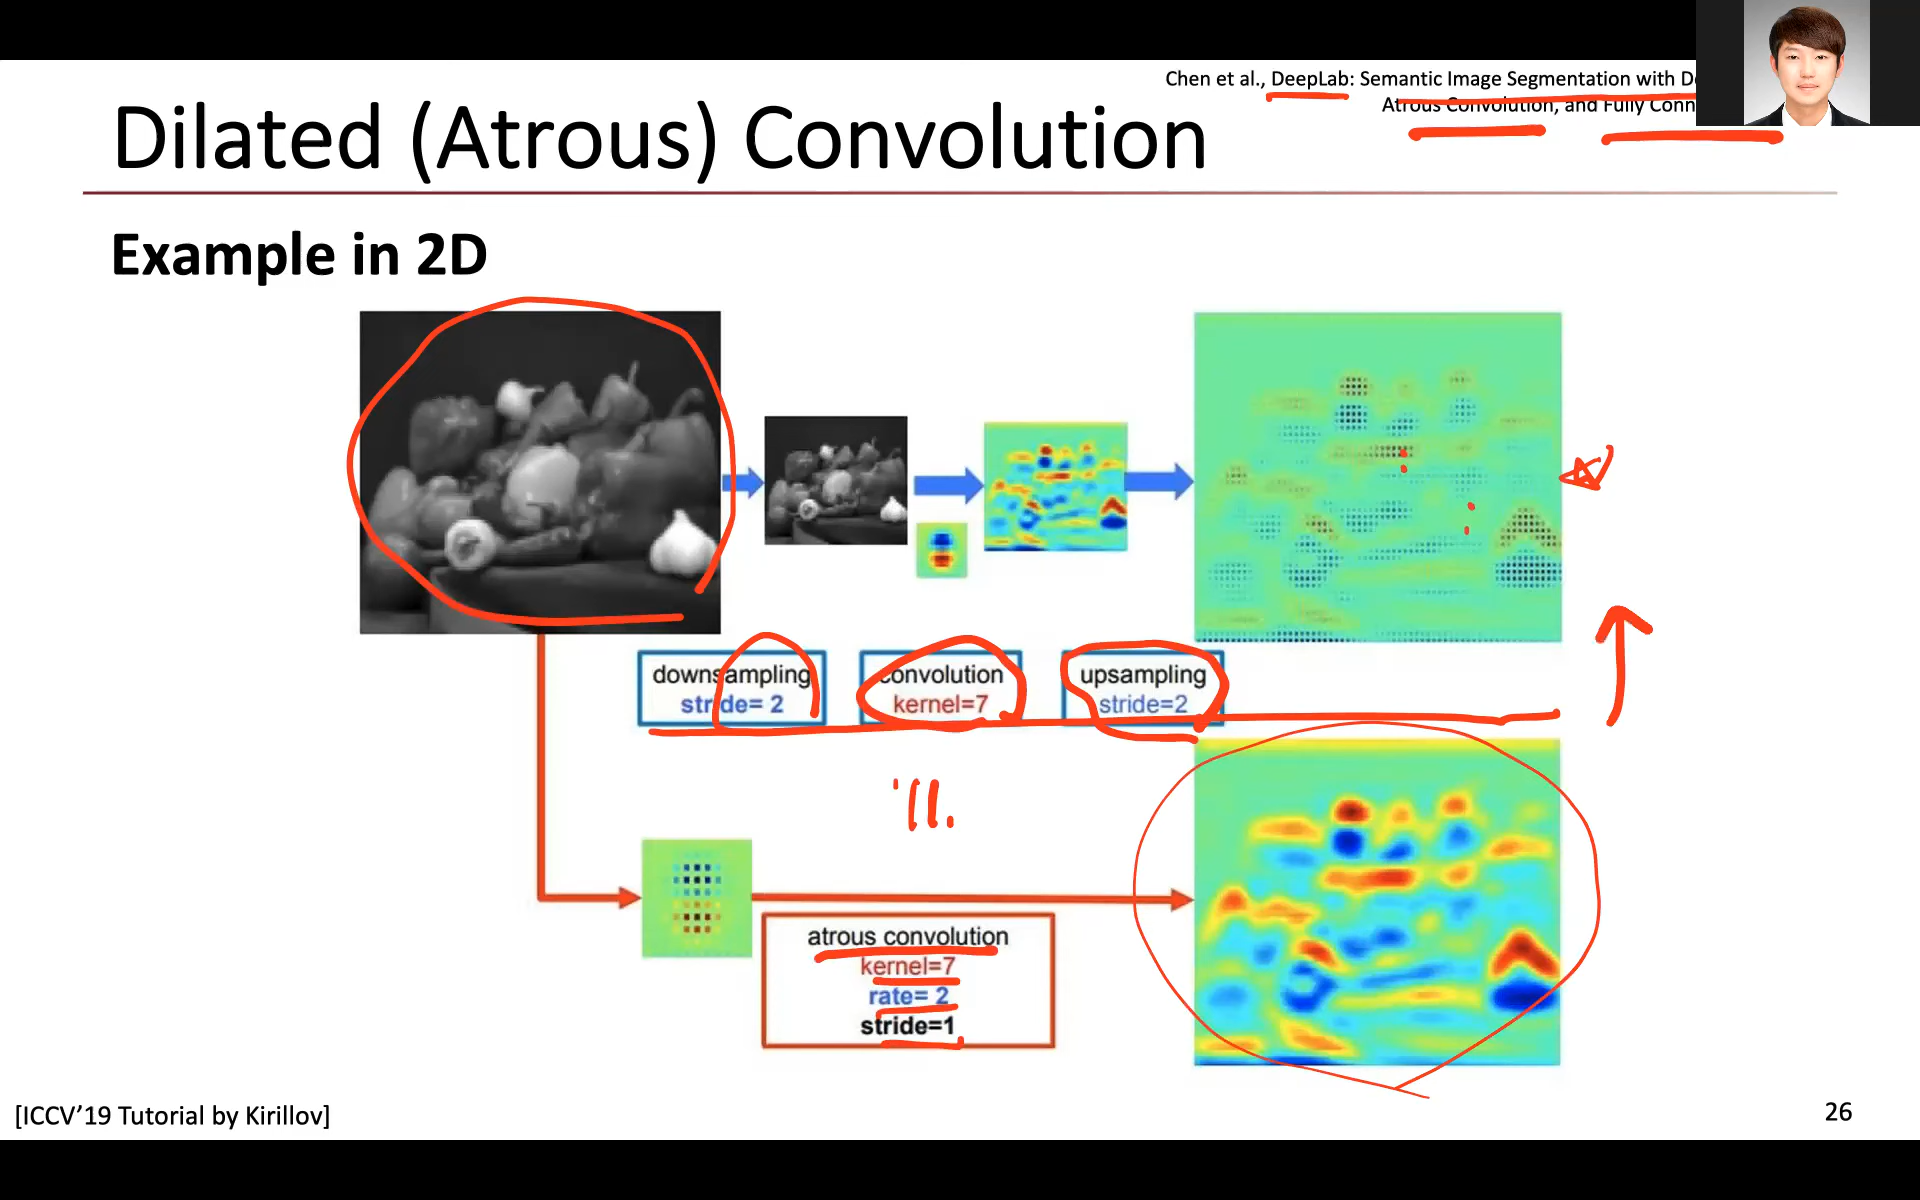 Chen et al., DeepLab: Semantic Image Segmentation with
Atrous Convolution, and Fully
Dilated (Atrous) Convolution
Example in 2D
downsampling
stride= 2
convolution
kernel=7
upsampling
stride=2
atrous convolution
kernel=7
rate= 2
stride=1
[ICCV’19 Tutorial by Kirillov]
26